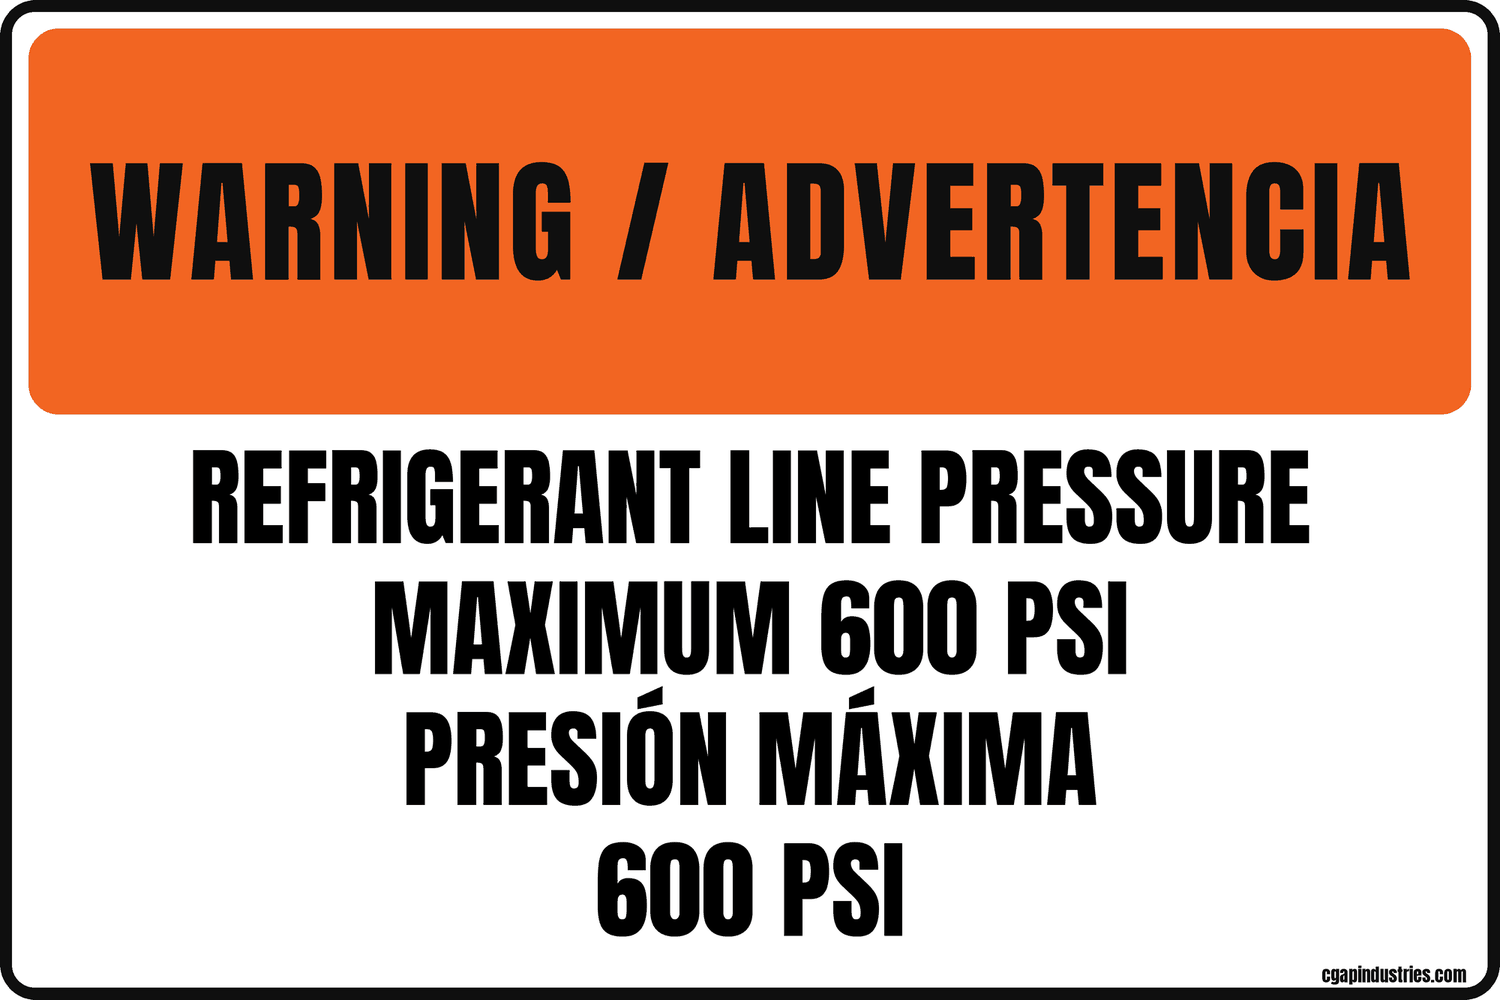 WARNING / ADVERTENCIA
REFRIGERANT LINE PRESSURE
MAXIMUM 600 PSI
PRESIÓN MÁXIMA
600 PSI
cgapindustries.com